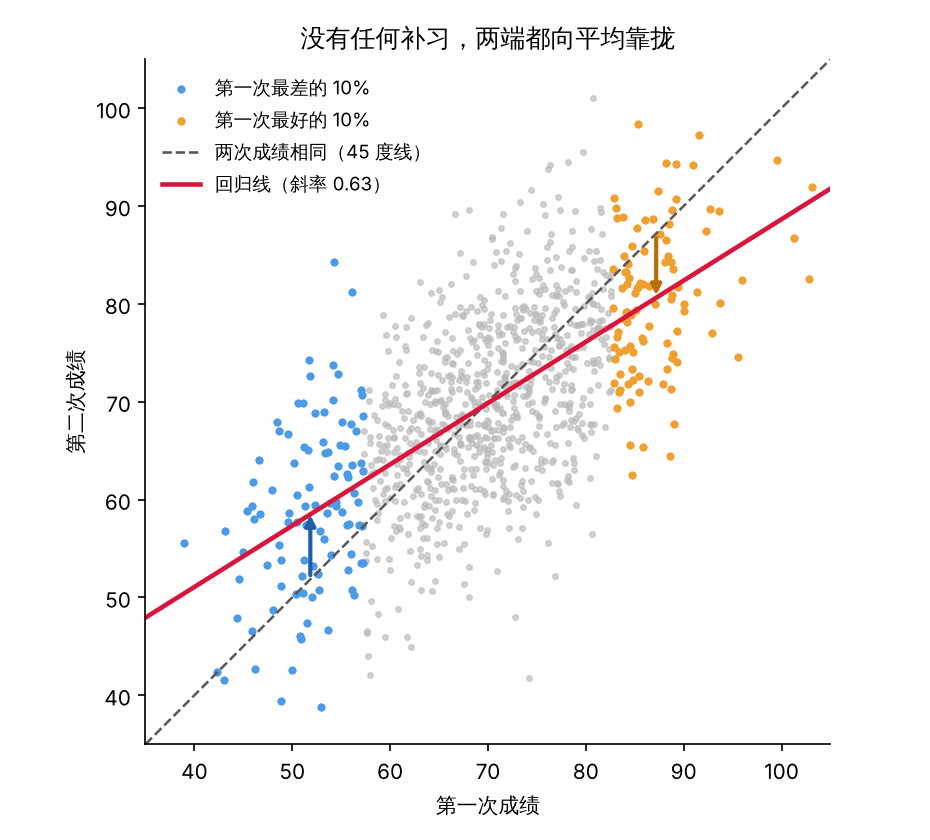 没有任何补习，两端都向平均靠拢
第一次最差的 10%
第一次最好的 10%
两次成绩相同（45 度线）
回归线（斜率 0.63）
100
90
80
70
60
50
40
第二次成绩
40 50 60 70 80 90 100
第一次成绩